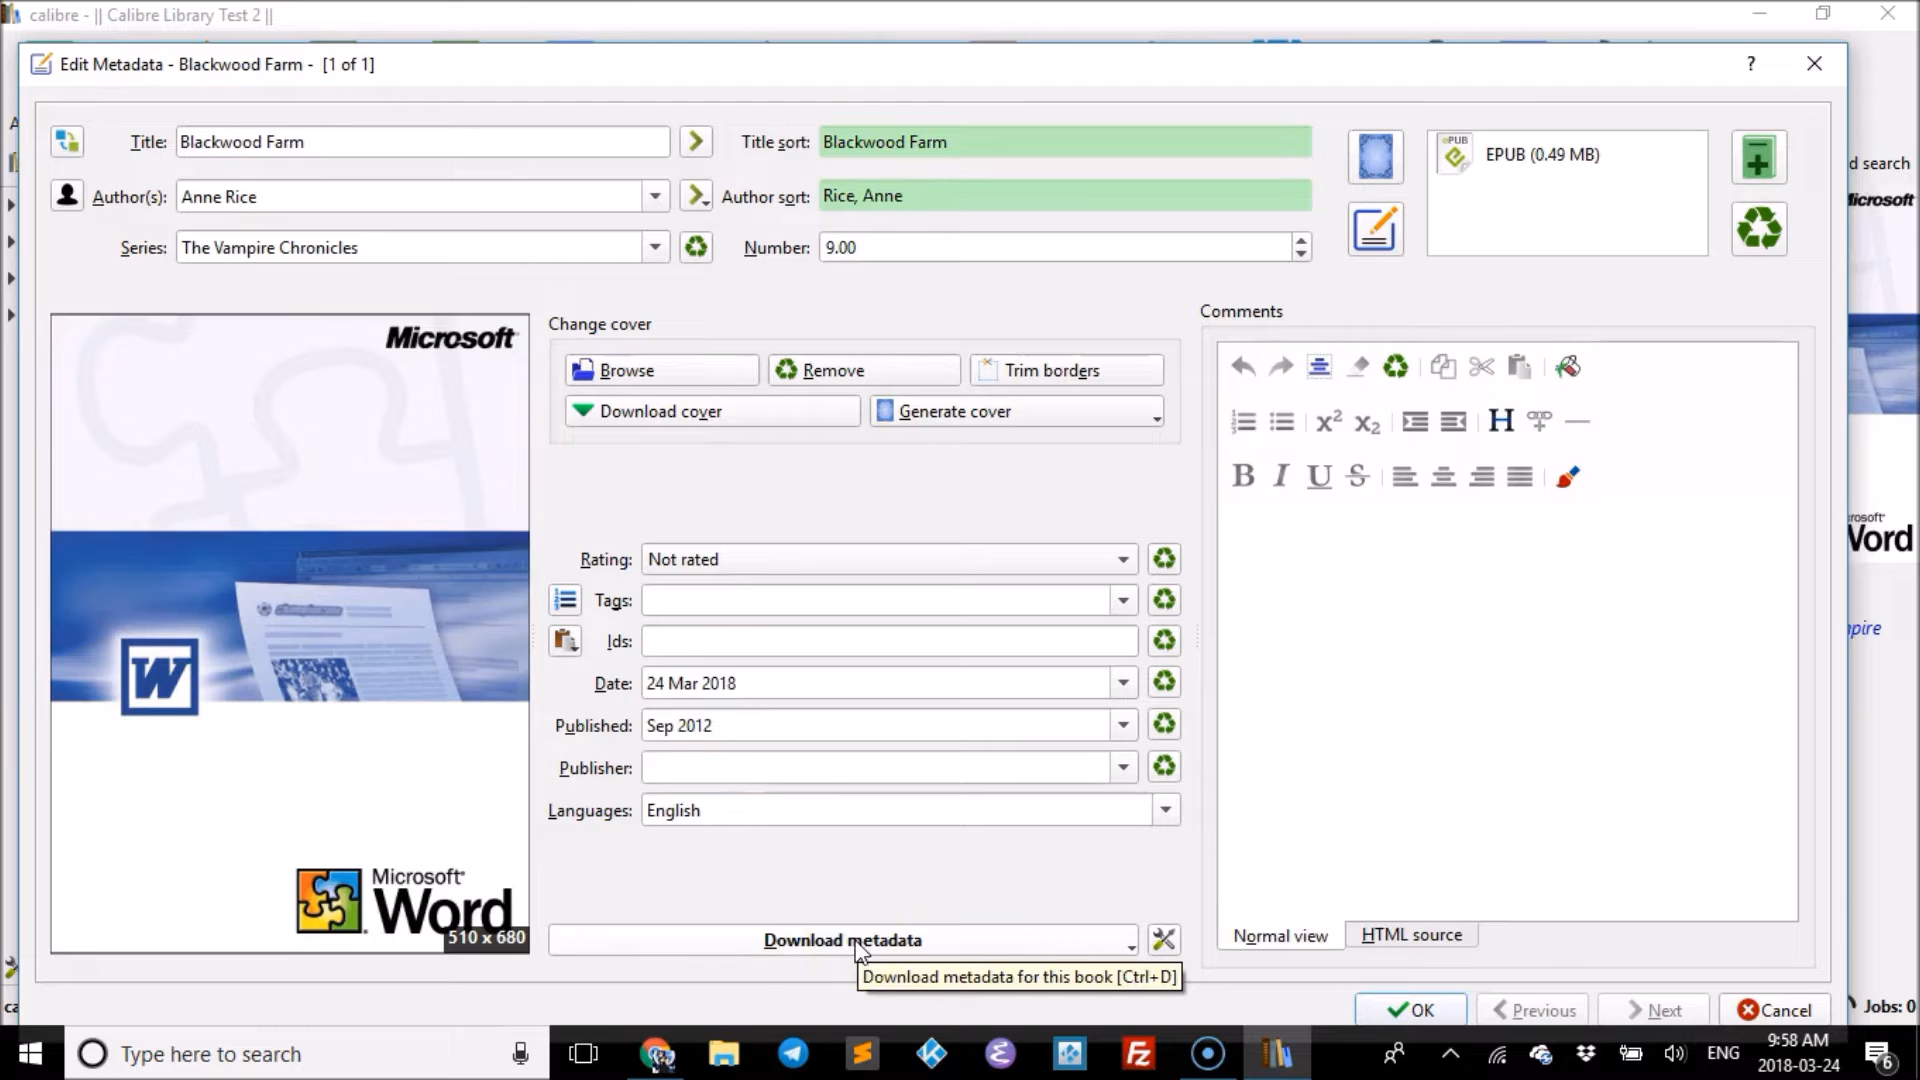 calibre - || Calibre Library Test 2 ||
Edit Metadata - Blackwood Farm - [1 of 1]
?
Title: Blackwood Farm
Title sort: Blackwood Farm
EPUB (0.49 MB)
d search
Author(s): Anne Rice
Author sort: Rice, Anne
Series: The Vampire Chronicles
Number: 9.00
Microsoft
Change cover
Browse
Remove
Trim borders
Download cover
Generate cover
Comments
Rating: Not rated
Tags:
Ids:
Date: 24 Mar 2018
Published: Sep 2012
Publisher:
Languages: English
Microsoft
Word
510 x 680
Download metadata
Download metadata for this book [Ctrl+D]
Normal view
HTML source
OK
Previous
Next
Cancel
Jobs: 0
Type here to search
ENG
9:58 AM
2018-03-24
6